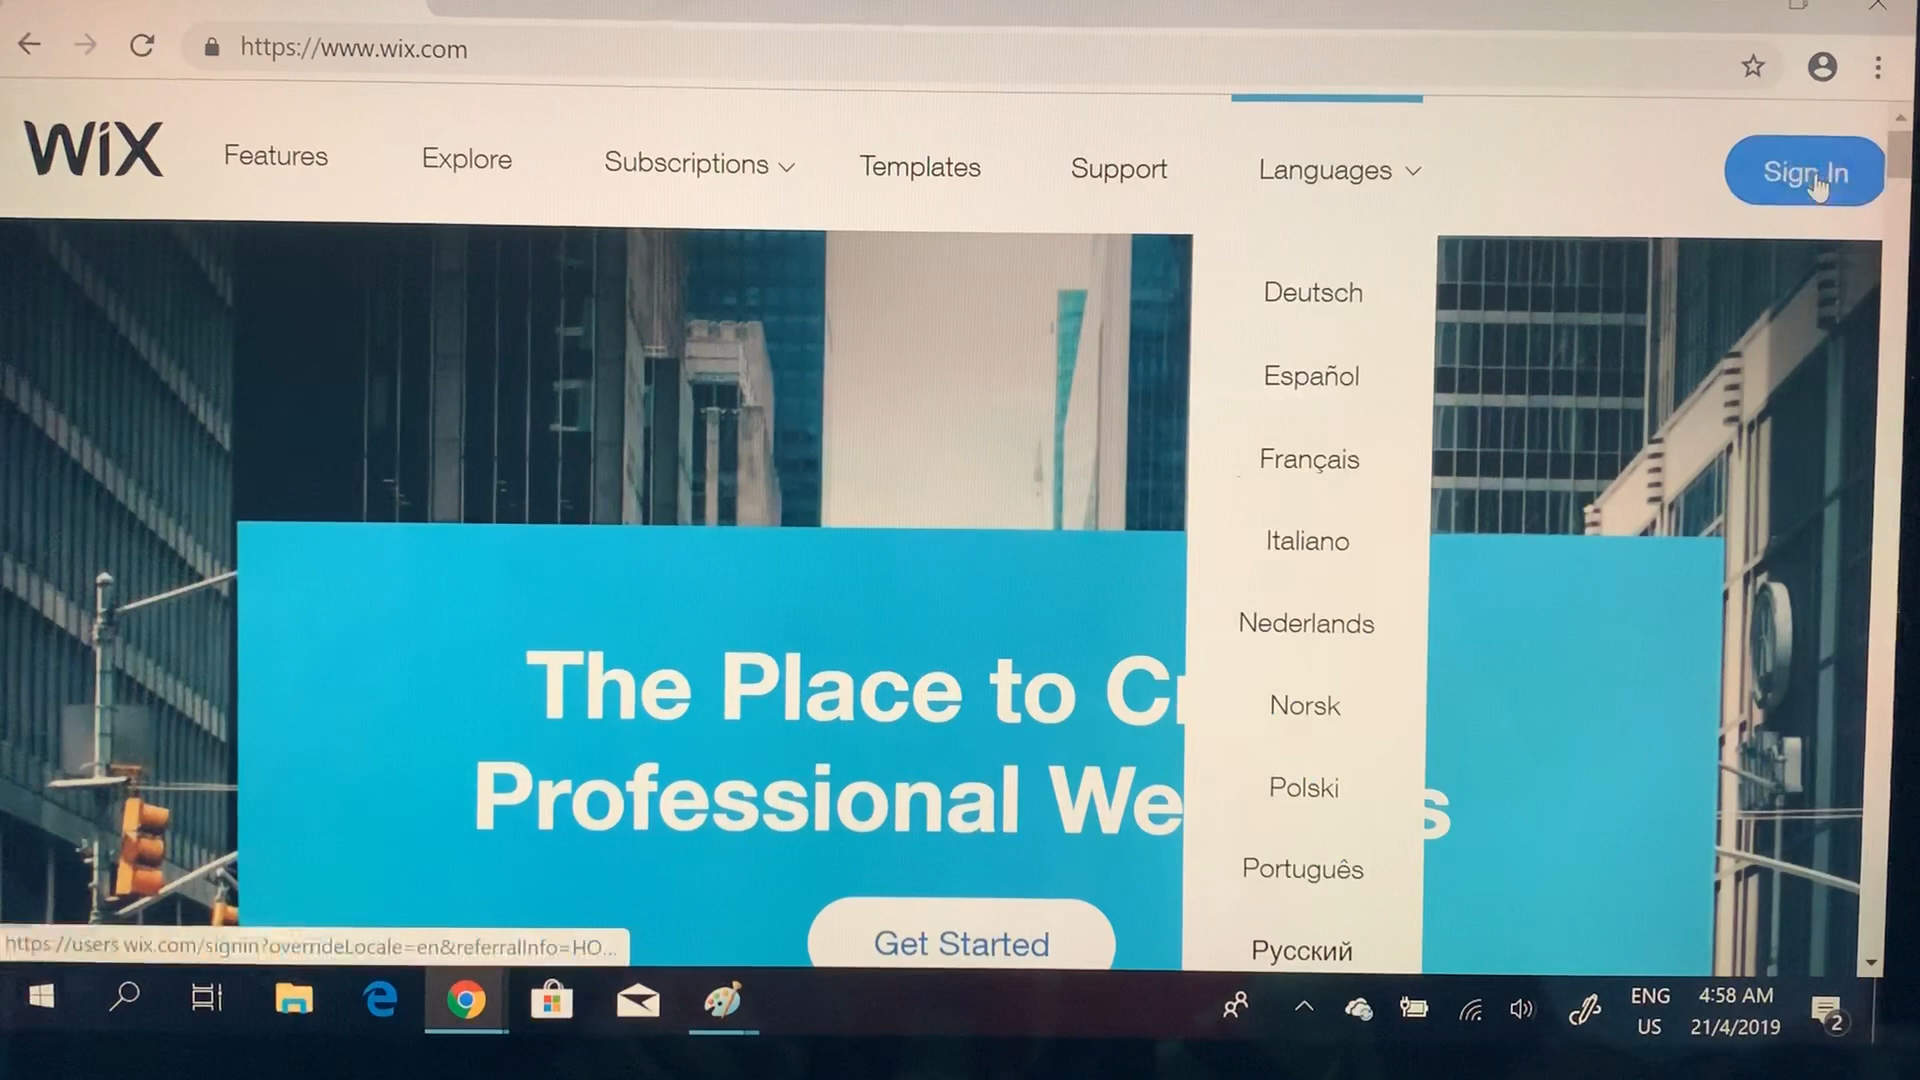 https://www.wix.com
WiX
Features
Explore
Subscriptions
Templates
Support
Languages
Sign In
Deutsch
Español
Français
Italiano
Nederlands
Norsk
Polski
Português
Русский
The Place to Cr
Professional We s
Get Started
https://users.wix.com/signin?overrideLocale=en&referralInfo=HO...
ENG
US
4:58 AM
21/4/2019
2